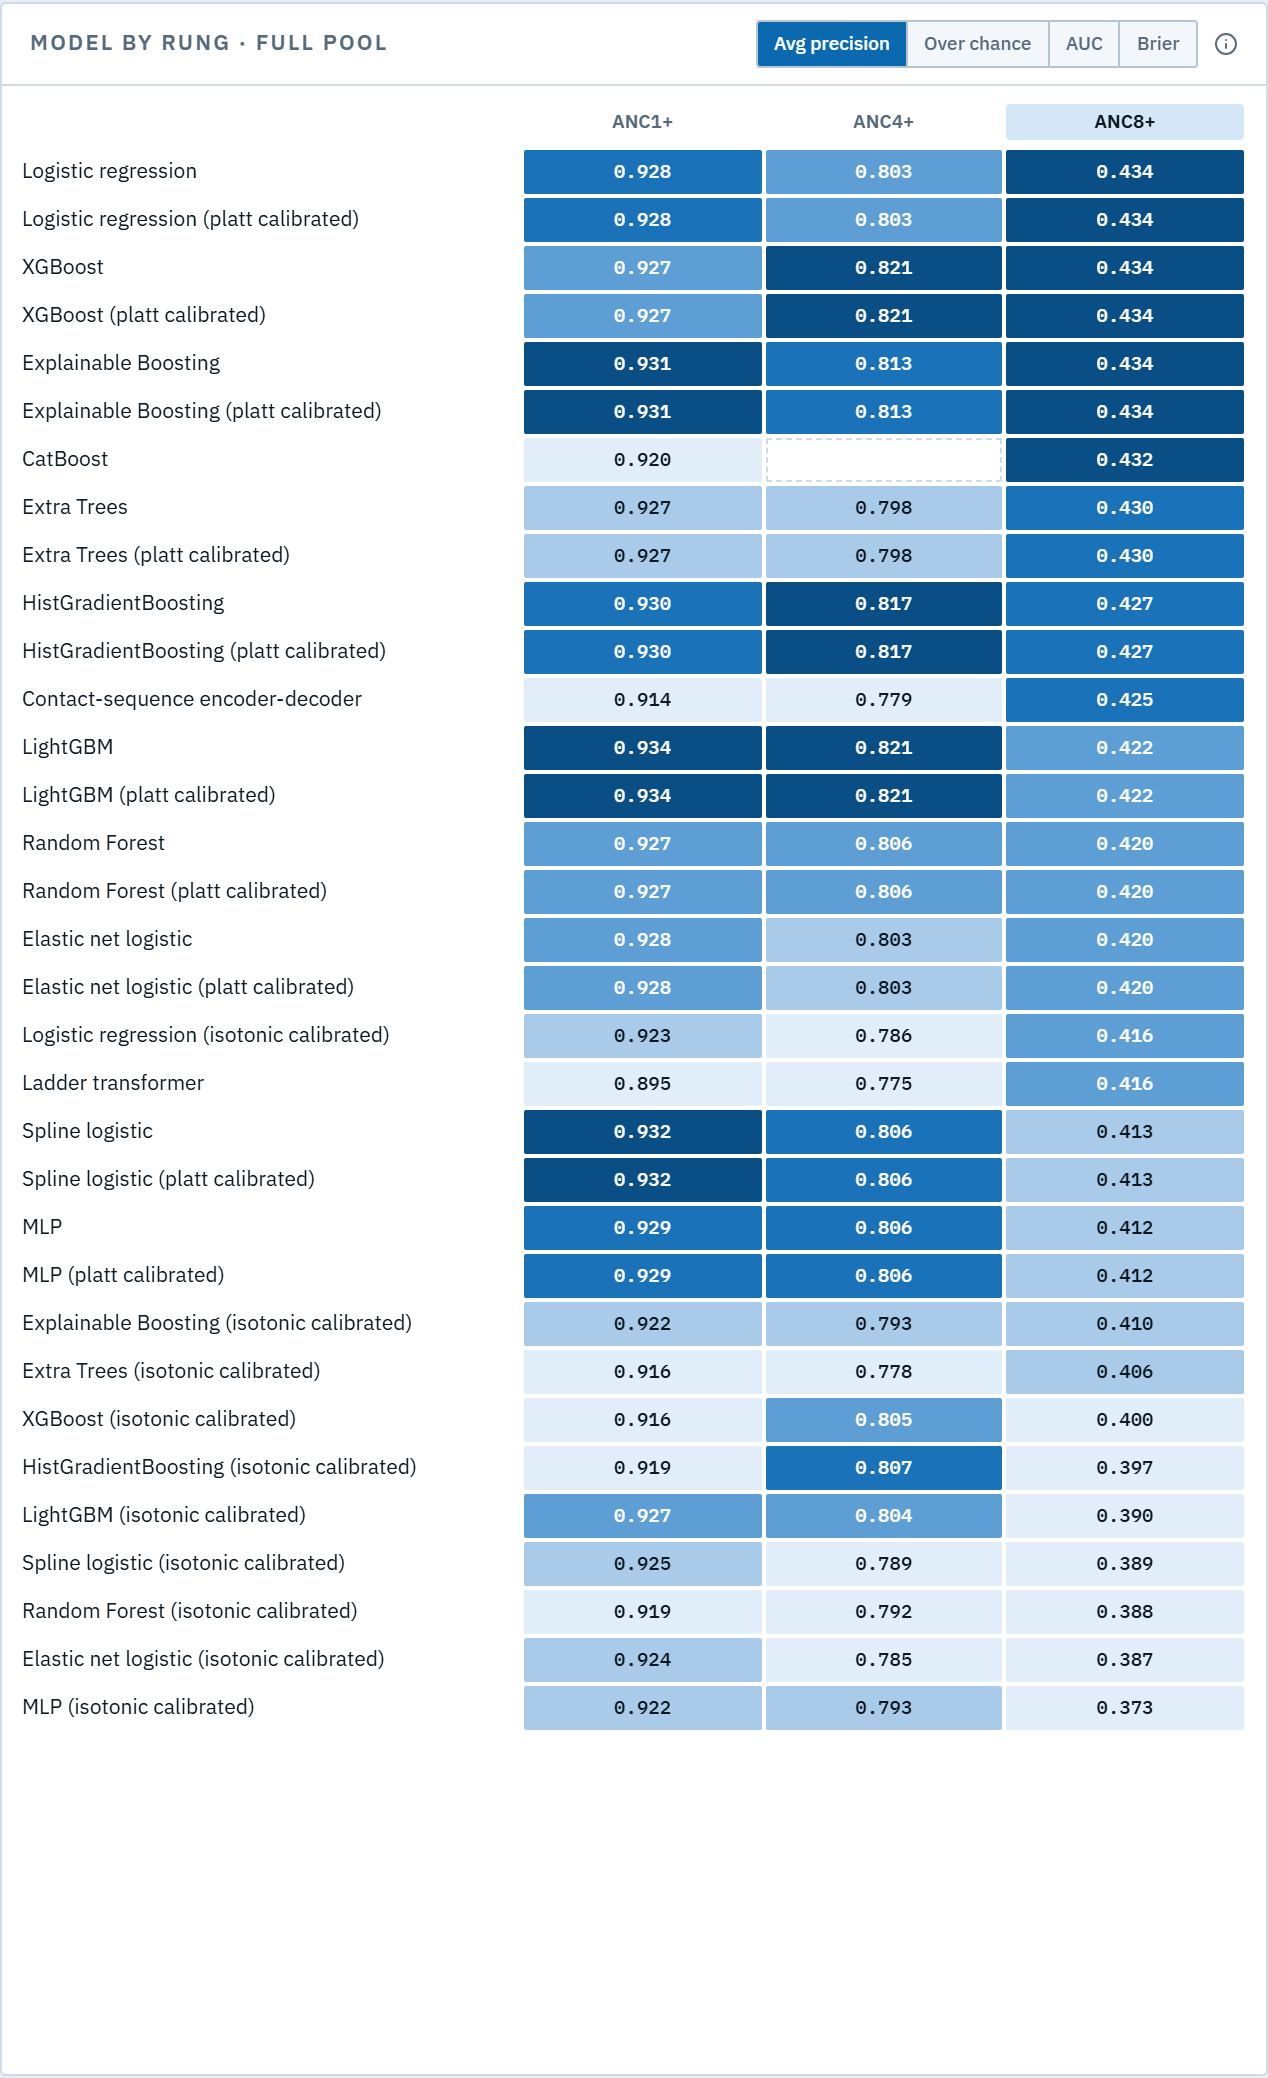 MODEL BY RUNG · FULL POOL
Avg precision Over chance AUC Brier
ANC1+ ANC4+ ANC8+
Logistic regression 0.928 0.803 0.434
Logistic regression (platt calibrated) 0.928 0.803 0.434
XGBoost 0.927 0.821 0.434
XGBoost (platt calibrated) 0.927 0.821 0.434
Explainable Boosting 0.931 0.813 0.434
Explainable Boosting (platt calibrated) 0.931 0.813 0.434
CatBoost 0.920 0.432
Extra Trees 0.927 0.798 0.430
Extra Trees (platt calibrated) 0.927 0.798 0.430
HistGradientBoosting 0.930 0.817 0.427
HistGradientBoosting (platt calibrated) 0.930 0.817 0.427
Contact-sequence encoder-decoder 0.914 0.779 0.425
LightGBM 0.934 0.821 0.422
LightGBM (platt calibrated) 0.934 0.821 0.422
Random Forest 0.927 0.806 0.420
Random Forest (platt calibrated) 0.927 0.806 0.420
Elastic net logistic 0.928 0.803 0.420
Elastic net logistic (platt calibrated) 0.928 0.803 0.420
Logistic regression (isotonic calibrated) 0.923 0.786 0.416
Ladder transformer 0.895 0.775 0.416
Spline logistic 0.932 0.806 0.413
Spline logistic (platt calibrated) 0.932 0.806 0.413
MLP 0.929 0.806 0.412
MLP (platt calibrated) 0.929 0.806 0.412
Explainable Boosting (isotonic calibrated) 0.922 0.793 0.410
Extra Trees (isotonic calibrated) 0.916 0.778 0.406
XGBoost (isotonic calibrated) 0.916 0.805 0.400
HistGradientBoosting (isotonic calibrated) 0.919 0.807 0.397
LightGBM (isotonic calibrated) 0.927 0.804 0.390
Spline logistic (isotonic calibrated) 0.925 0.789 0.389
Random Forest (isotonic calibrated) 0.919 0.792 0.388
Elastic net logistic (isotonic calibrated) 0.924 0.785 0.387
MLP (isotonic calibrated) 0.922 0.793 0.373